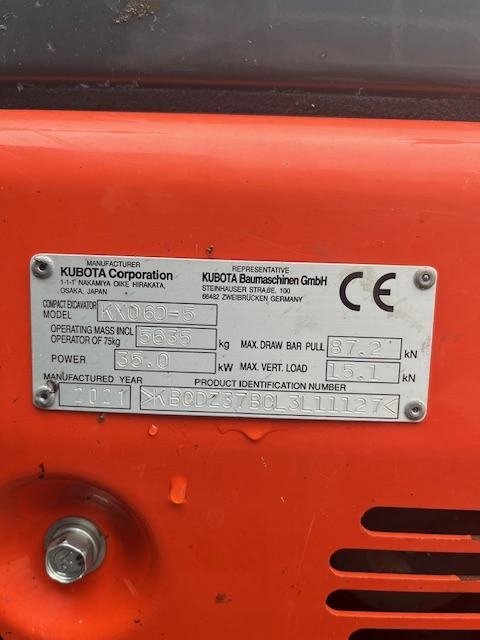 MANUFACTURER
KUBOTA Corporation
1-1-1 NAKAMIYA OIKE HIRAKATA,
OSAKA, JAPAN
REPRESENTATIVE
KUBOTA Baumaschinen GmbH
STEINHAUSER STRAẞE. 100
66482 ZWEIBRÜCKEN GERMANY
CE
COMPACT EXCAVATOR
MODEL KX060-5
OPERATING MASS INCL
OPERATOR OF 75kg 5635 kg
MAX. DRAW BAR PULL 87.2 kN
POWER 35.0 kW
MAX. VERT. LOAD 15.1 kN
MANUFACTURED YEAR
2021
PRODUCT IDENTIFICATION NUMBER
>KBCDZ37BCL3L11127<